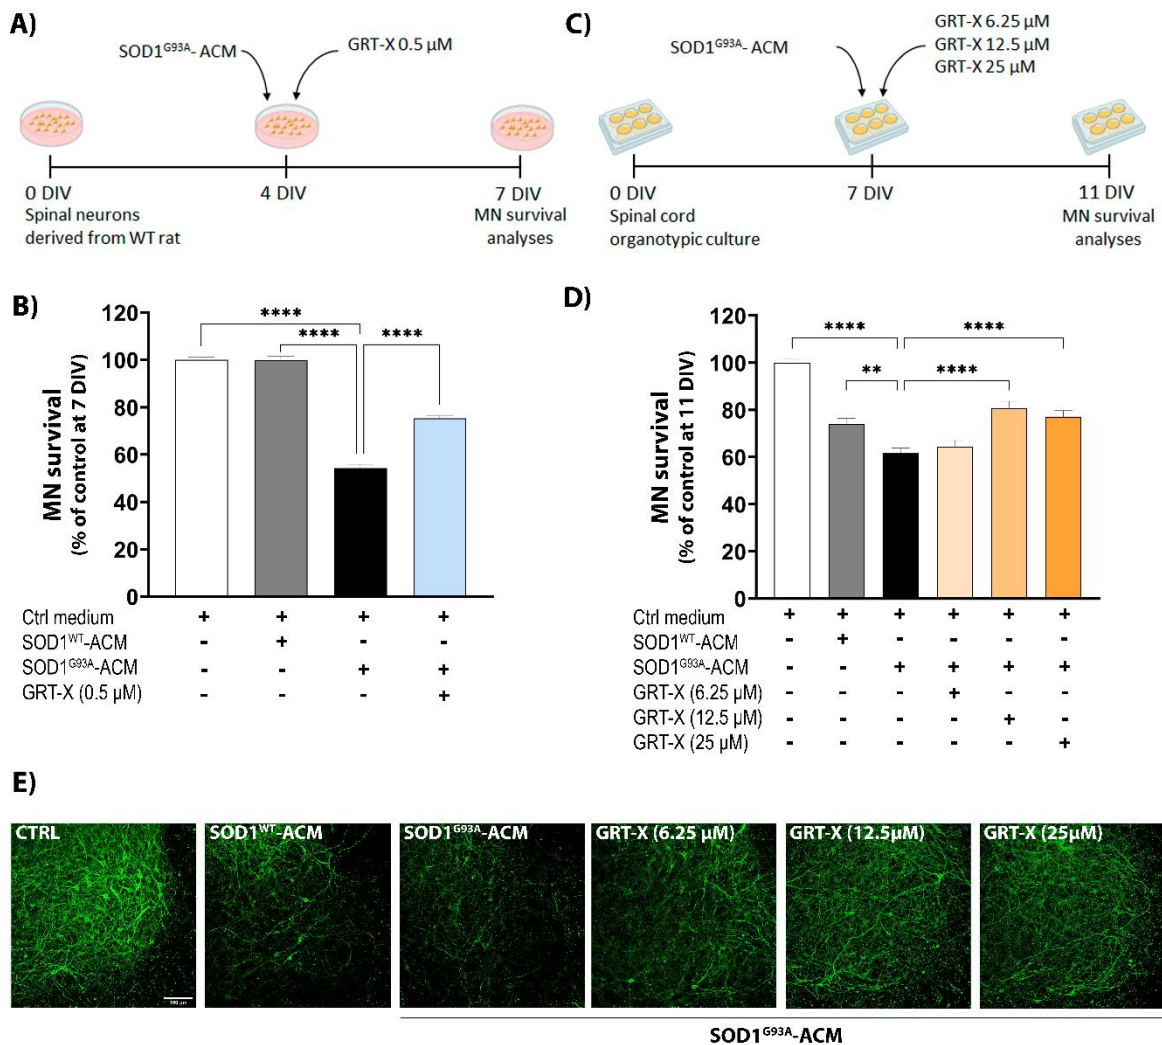 A)
SOD1G93A- ACM
GRT-X 0.5 µM
0 DIV
4 DIV
7 DIV
Spinal neurons
derived from WT rat
MN survival
analyses
C)
SOD1G93A-ACM
GRT-X 6.25 µM
GRT-X 12.5 µM
GRT-X 25 µM
0 DIV
7 DIV
11 DIV
Spinal cord
organotypic culture
MN survival
analyses
B)
MN survival
(% of control at 7 DIV)
120
100
80
60
40
20
0
****
****
****
Ctrl medium + + + +
SOD1WT-ACM - + - -
SOD1G93A-ACM - - + +
GRT-X (0.5 µM) - - - +
D)
MN survival
(% of control at 11 DIV)
120
100
80
60
40
20
0
****
****
**
****
Ctrl medium + + + + + +
SOD1WT-ACM - + - - - -
SOD1G93A-ACM - - + + + +
GRT-X (6.25 µM) - - - + - -
GRT-X (12.5 µM) - - - - + -
GRT-X (25 µM) - - - - - +
E)
CTRL
SOD1WT-ACM
SOD1G93A-ACM
GRT-X (6.25 µM)
GRT-X (12.5µM)
GRT-X (25µM)
100 µm
SOD1G93A-ACM